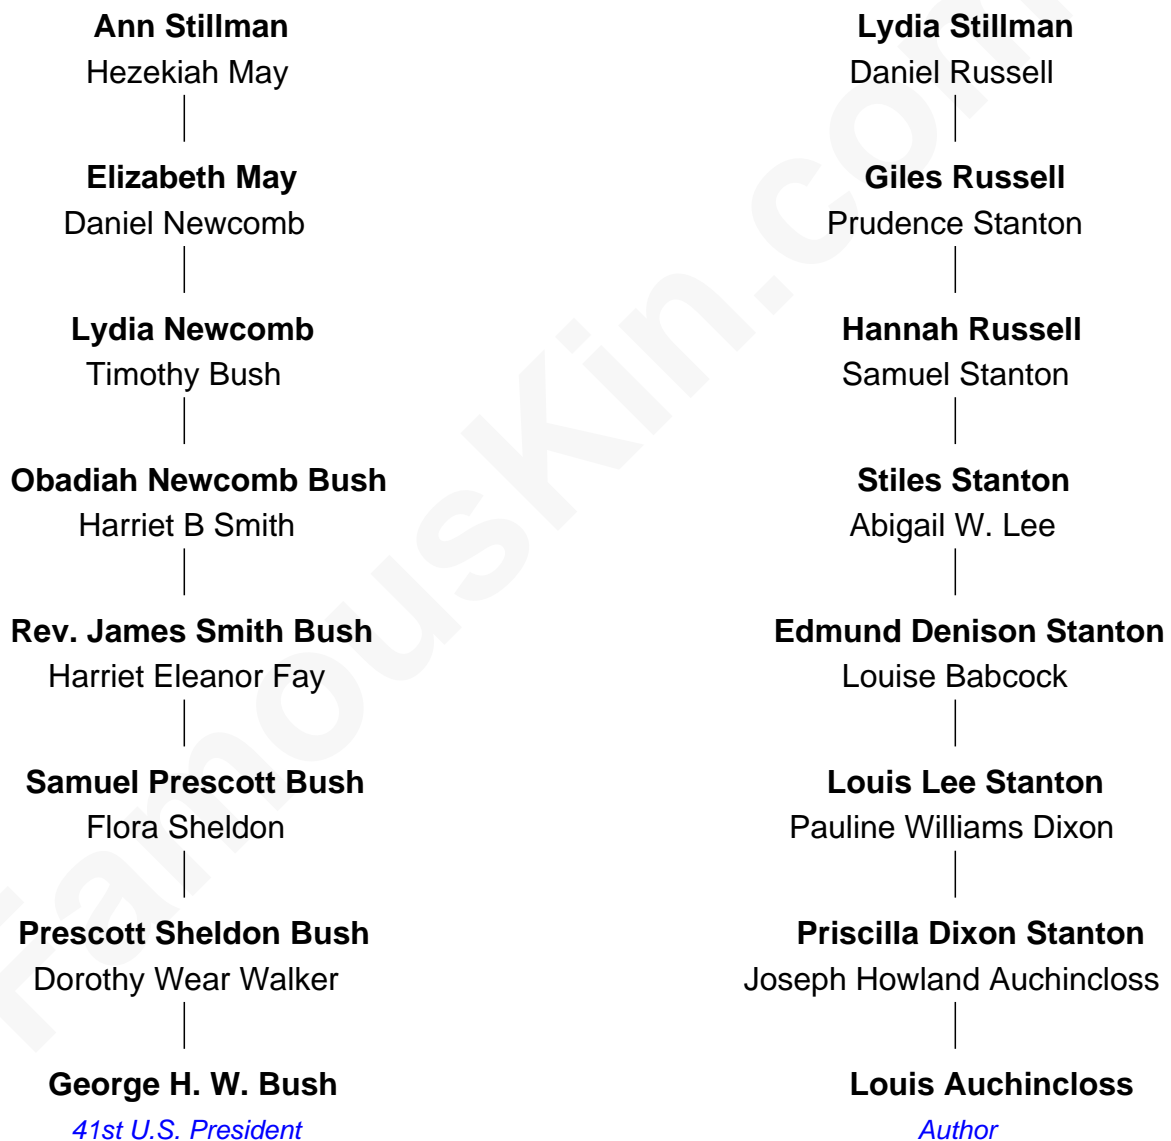 Ann Stillman
Hezekiah May
Elizabeth May
Daniel Newcomb
Lydia Newcomb
Timothy Bush
Obadiah Newcomb Bush
Harriet B Smith
Rev. James Smith Bush
Harriet Eleanor Fay
Samuel Prescott Bush
Flora Sheldon
Prescott Sheldon Bush
Dorothy Wear Walker
George H. W. Bush
41st U.S. President
Lydia Stillman
Daniel Russell
Giles Russell
Prudence Stanton
Hannah Russell
Samuel Stanton
Stiles Stanton
Abigail W. Lee
Edmund Denison Stanton
Louise Babcock
Louis Lee Stanton
Pauline Williams Dixon
Priscilla Dixon Stanton
Joseph Howland Auchincloss
Louis Auchincloss
Author
FamousKin.com